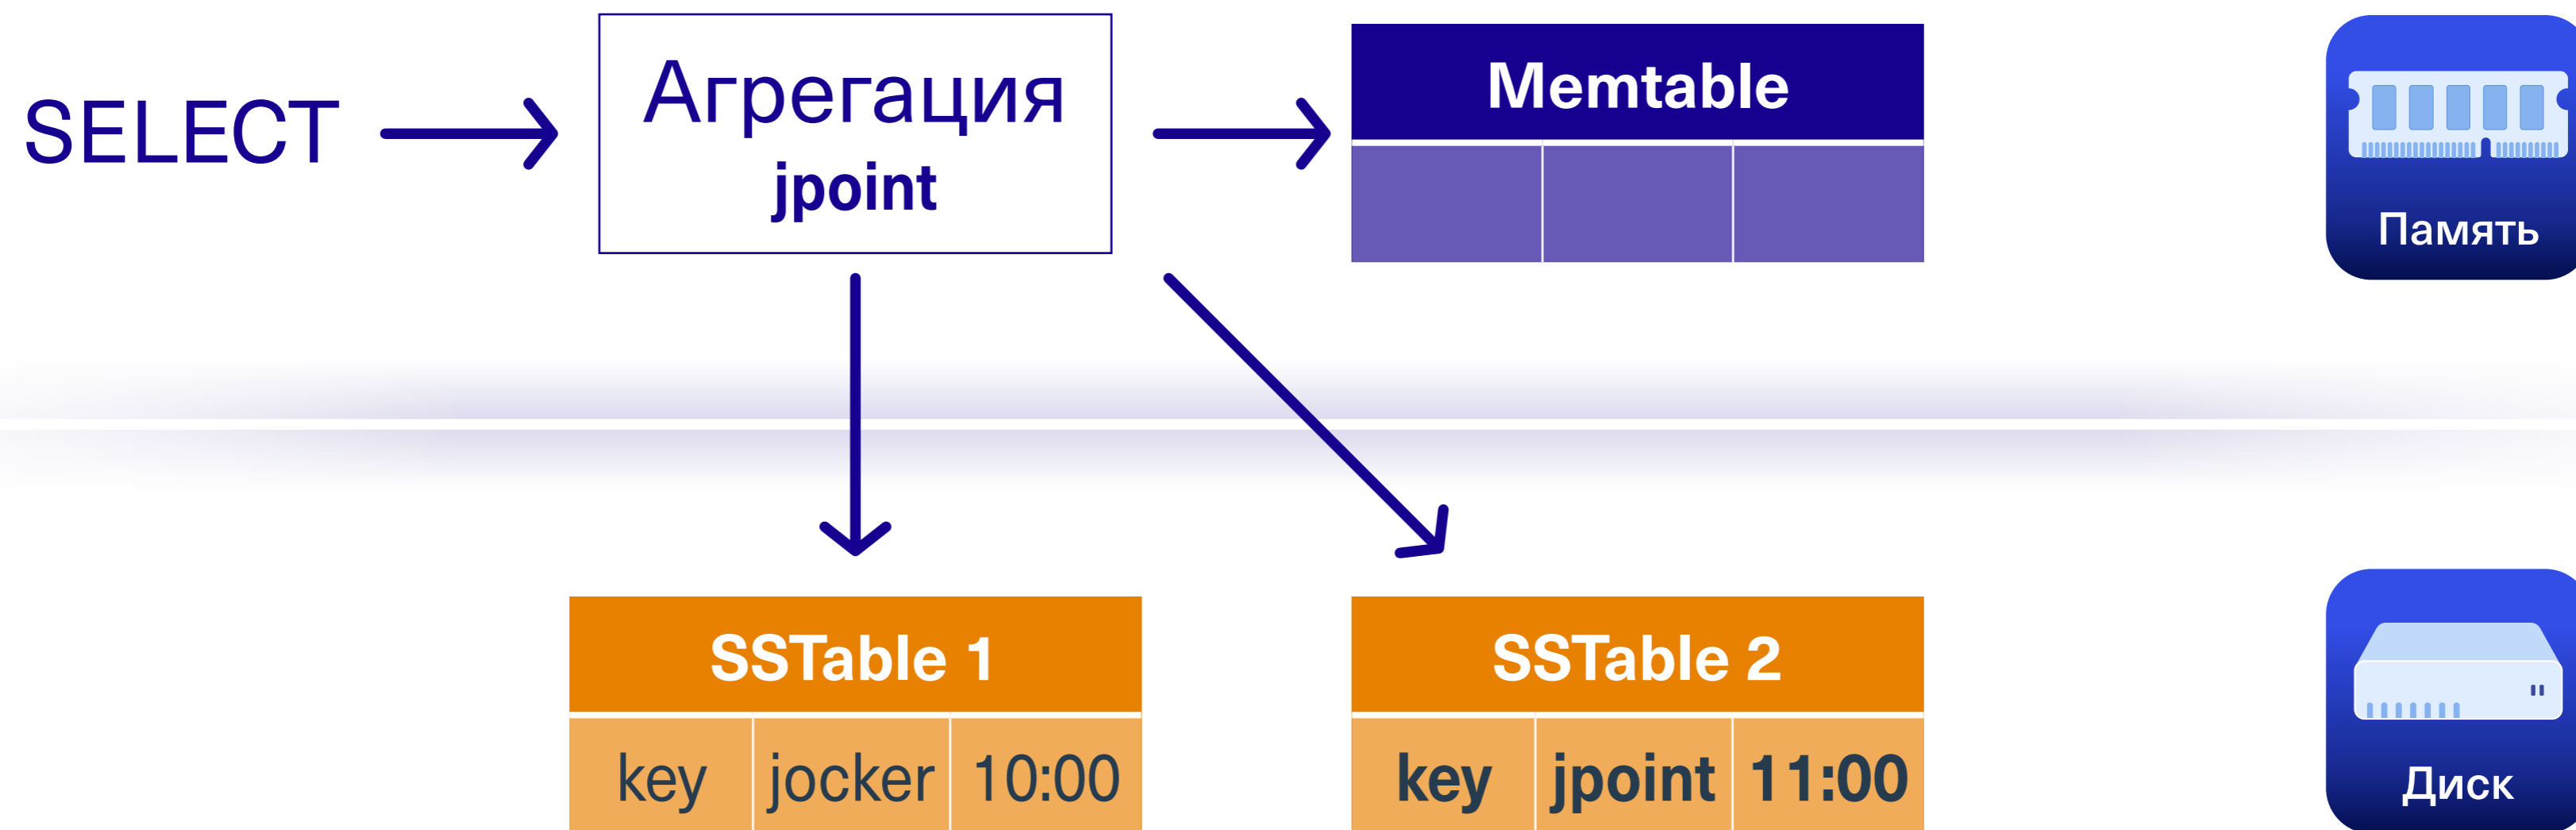 SELECT
Агрегация
jpoint
Memtable
Память
SSTable 1
key jocker 10:00
SSTable 2
key jpoint 11:00
Диск